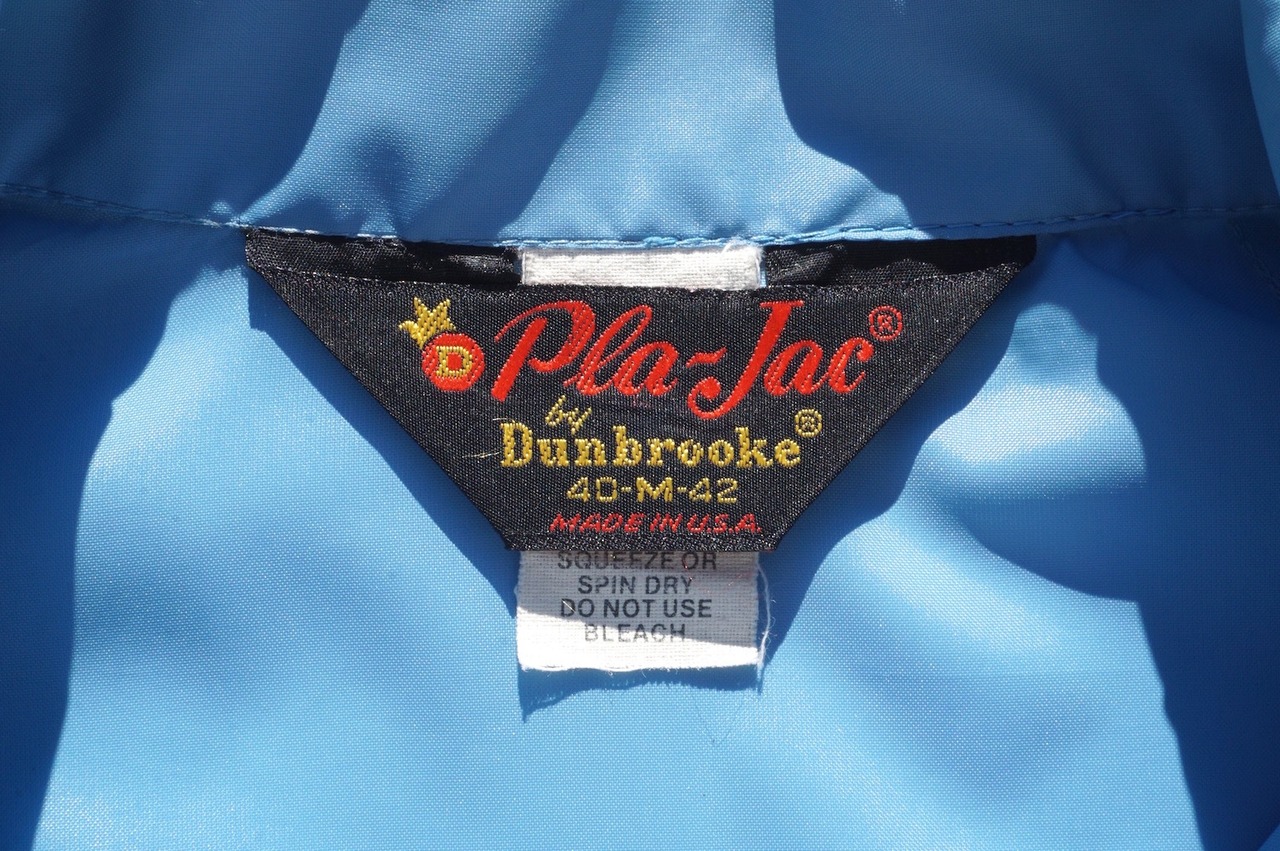 D Pla-Jac®
by
Dunbrooke®
40-M-42
MADE IN U.S.A.
SQUEEZE OR
SPIN DRY
DO NOT USE
BLEACH